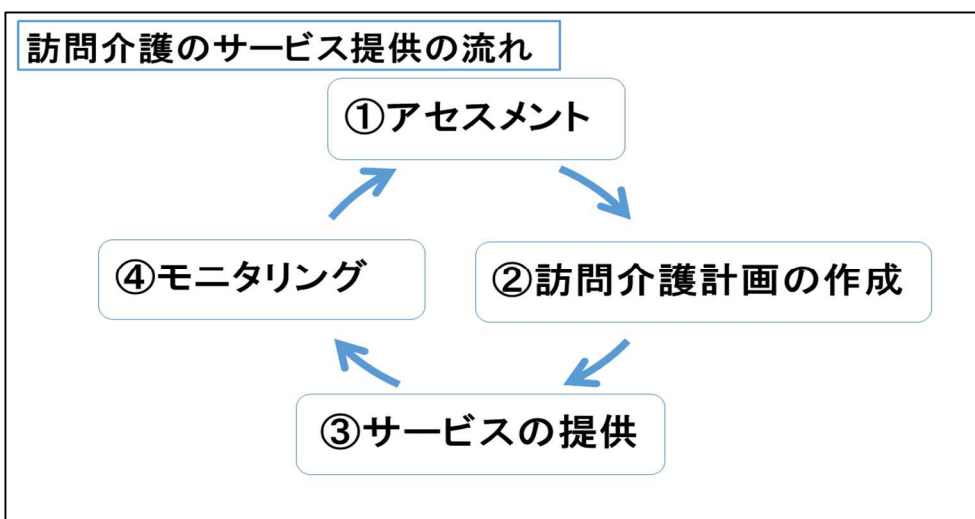 訪問介護のサービス提供の流れ
①アセスメント
②訪問介護計画の作成
③サービスの提供
④モニタリング